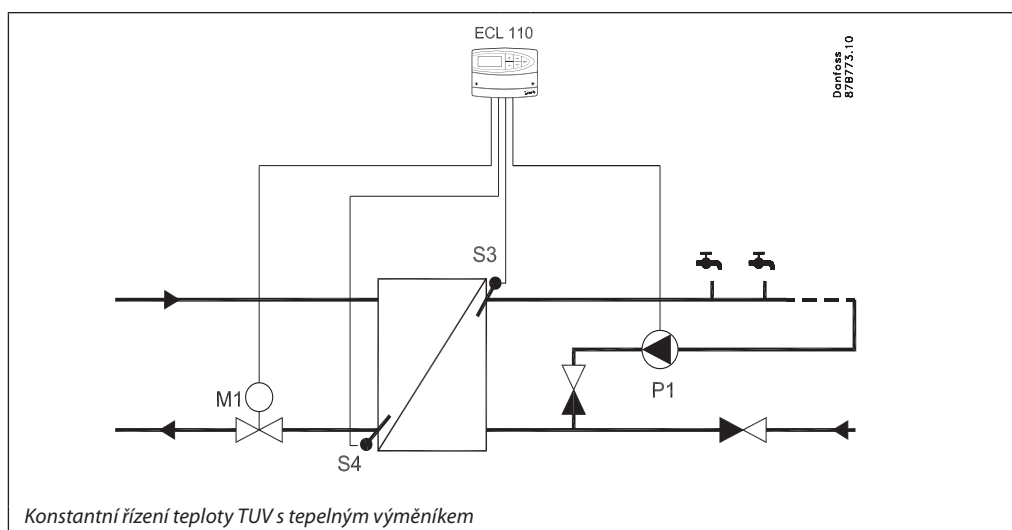 ECL 110
Danfoss
87B773.10
S3
P1
M1
S4
Konstantní řízení teploty TUV s tepelným výměníkem